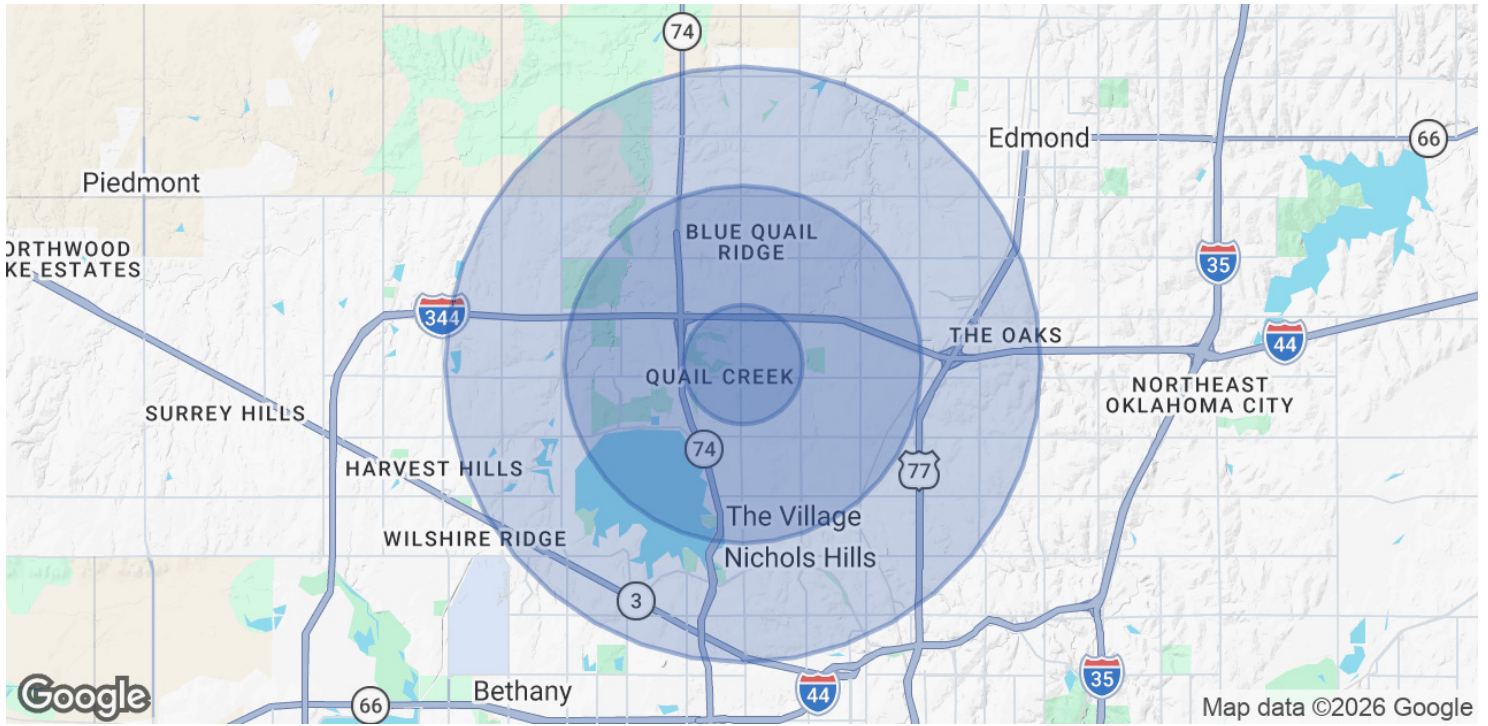 74
Edmond
66
Piedmont
BLUE QUAIL
RIDGE
ORTHWOOD
KE ESTATES
35
344
THE OAKS
44
QUAIL CREEK
NORTHEAST
OKLAHOMA CITY
SURREY HILLS
74
HARVEST HILLS
77
The Village
WILSHIRE RIDGE
Nichols Hills
3
35
44
Bethany
66
Google
Map data ©2026 Google